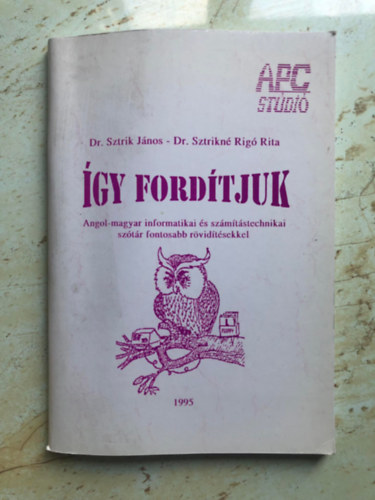 APC
STÚDIÓ
Dr. Sztrik János - Dr. Sztrikné Rigó Rita
ÍGY FORDÍTJUK
Angol-magyar informatikai és számítástechnikai
szótár fontosabb rövidítésekkel
1995